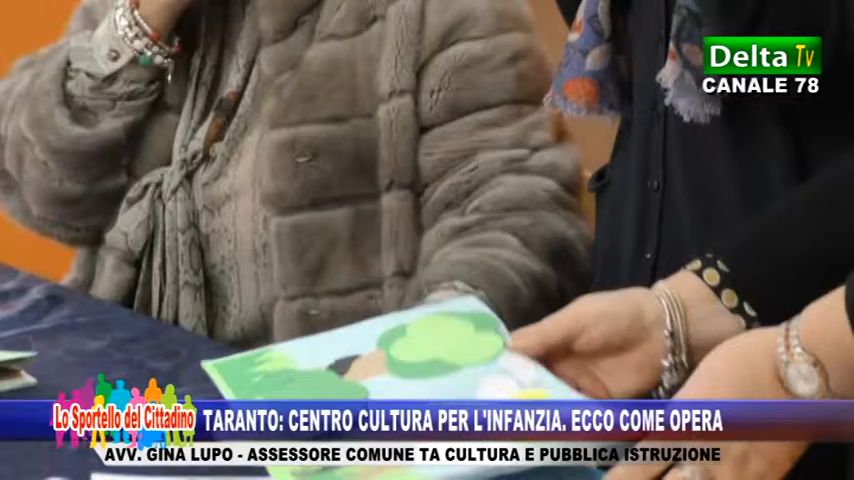 Delta Tv
CANALE 78
Lo Sportello del Cittadino
TARANTO: CENTRO CULTURA PER L'INFANZIA. ECCO COME OPERA
AVV. GINA LUPO - ASSESSORE COMUNE TA CULTURA E PUBBLICA ISTRUZIONE